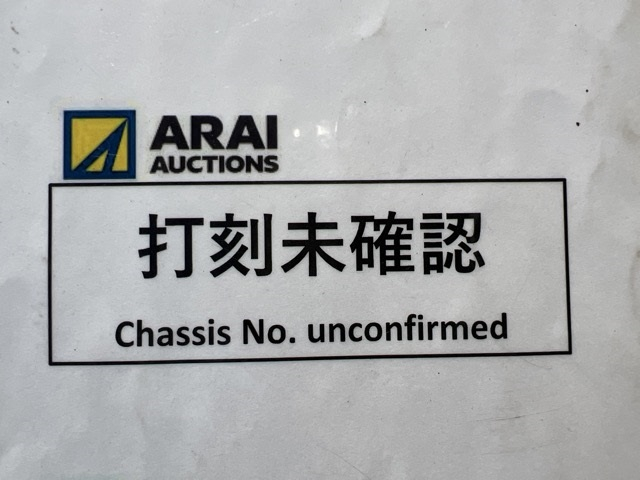 ARAI
AUCTIONS
打刻未確認
Chassis No. unconfirmed